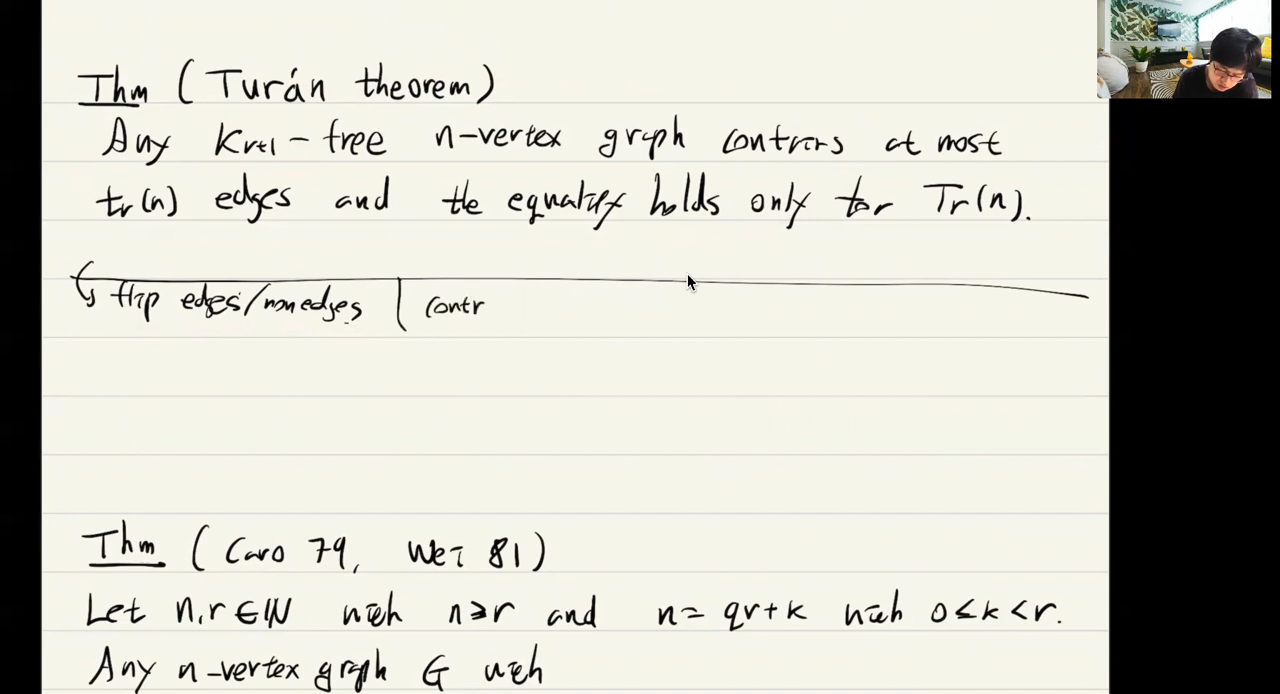 Thm (Turán theorem)
Any Kr+1-free n-vertex graph contains at most
tr(n) edges and the equality holds only for Tr(n).
flip edges/nonedges | contr
Thm (Caro 79, Wei 81)
Let n,r∈ℕ with n≥r and n=qr+k with 0≤k<r.
Any n-vertex graph G with